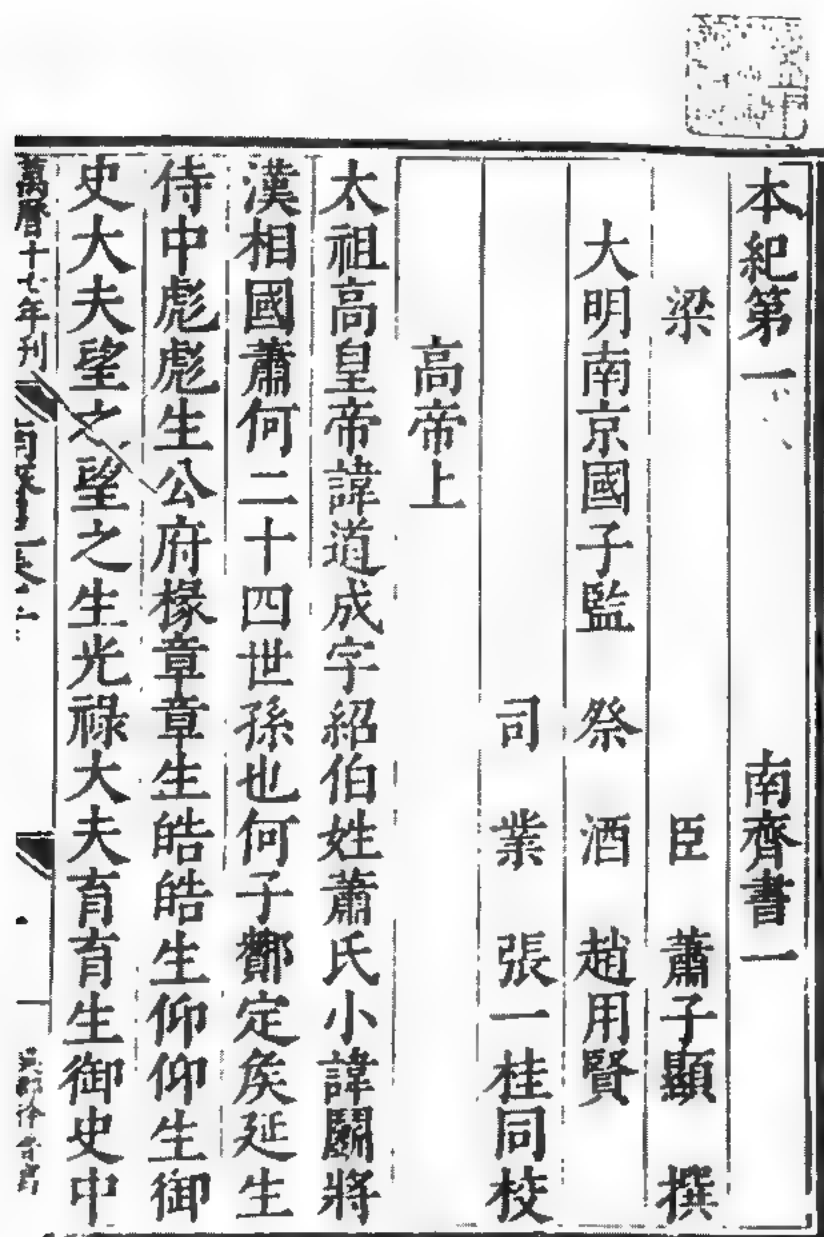 本紀第一 南齊書一
梁 臣 蕭子顯 撰
大明南京國子監 祭 酒 趙用賢
司 業 張一桂同校
高帝上
太祖高皇帝諱道成字紹伯姓蕭氏小諱鬭將
漢相國蕭何二十四世孫也何子酇定矦延生
侍中彪彪生公府椽章章生皓皓生仰仰生御
史大夫望之望之生光祿大夫育育生御史中
萬曆十七年刋